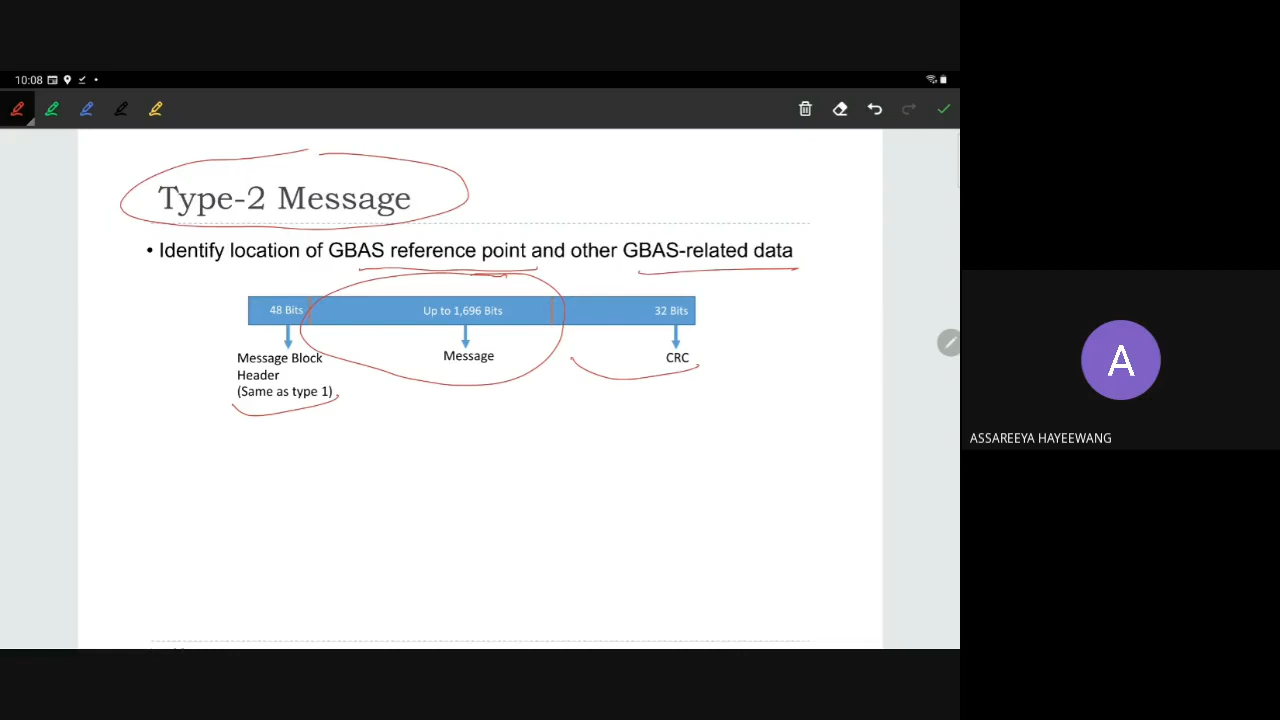 10:08
Type-2 Message
• Identify location of GBAS reference point and other GBAS-related data
48 Bits
Up to 1,696 Bits
32 Bits
Message Block
Header
(Same as type 1)
Message
CRC
A
ASSAREEYA HAYEEWANG